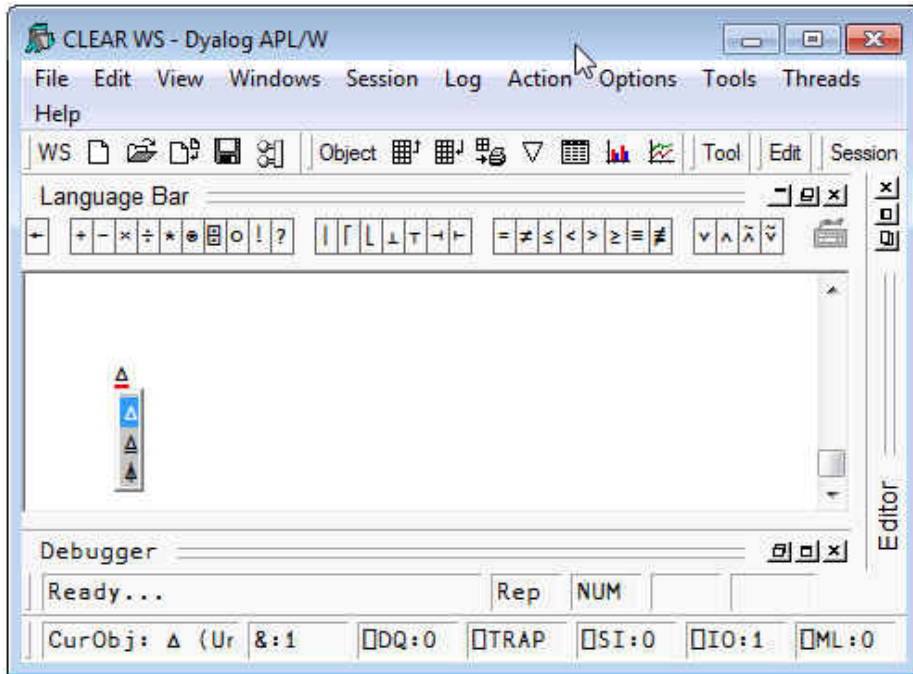 CLEAR WS - Dyalog APL/W
File Edit View Windows Session Log Action Options Tools Threads
Help
WS Object Tool Edit Session
Language Bar
← + - × ÷ * ⍟ ⌹ ○ ! ? | ⌈ ⌊ ⊥ ⊤ ⊣ ⊢ = ≠ ≤ < > ≥ ≡ ≢ ∨ ∧ ⍲ ⍱
∆
∆
⍙
⍋
Editor
Debugger
Ready... Rep NUM
CurObj: ∆ (Ur &:1 ⎕DQ:0 ⎕TRAP ⎕SI:0 ⎕IO:1 ⎕ML:0